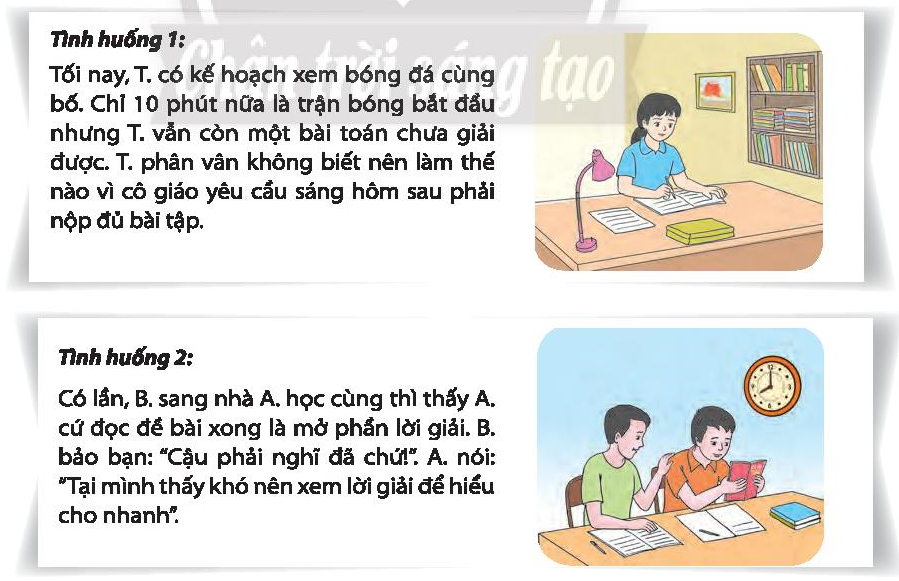 Chân trời sáng tạo
Tình huống 1:
Tối nay, T. có kế hoạch xem bóng đá cùng
bố. Chỉ 10 phút nữa là trận bóng bắt đầu
nhưng T. vẫn còn một bài toán chưa giải
được. T. phân vân không biết nên làm thế
nào vì cô giáo yêu cầu sáng hôm sau phải
nộp đủ bài tập.
Tình huống 2:
Có lần, B. sang nhà A. học cùng thì thấy A.
cứ đọc đề bài xong là mở phần lời giải. B.
bảo bạn: “Cậu phải nghĩ đã chứ!”. A. nói:
“Tại mình thấy khó nên xem lời giải để hiểu
cho nhanh”.